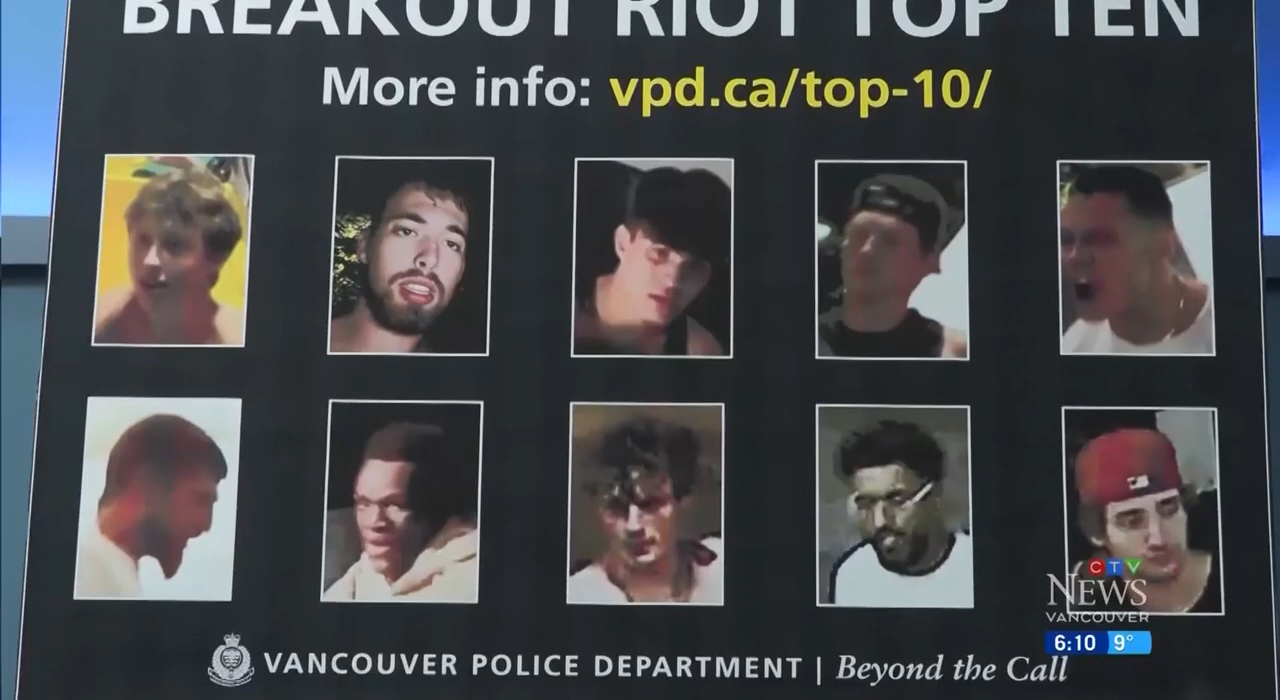 BREAKOUT RIOT TOP TEN
More info: vpd.ca/top-10/
VANCOUVER POLICE DEPARTMENT | Beyond the Call
CTV
NEWS
VANCOUVER
6:10 9°